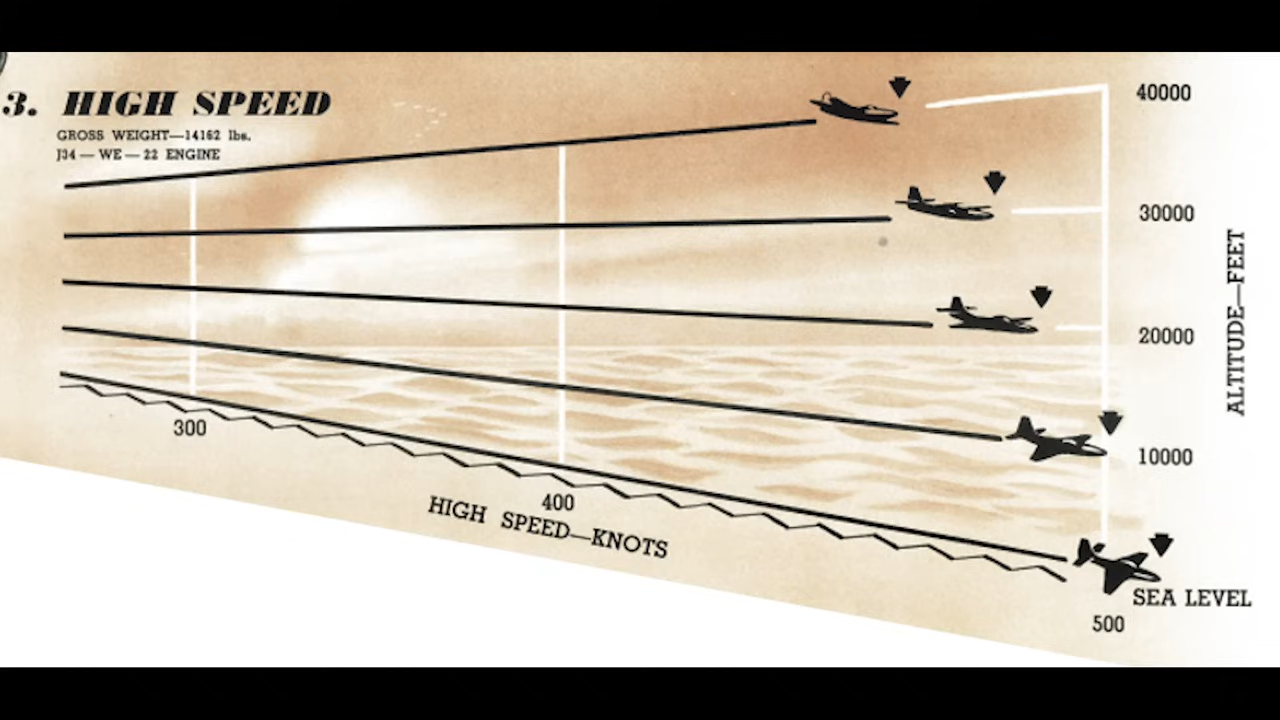 3. HIGH SPEED
GROSS WEIGHT—14162 lbs.
J34 — WE — 22 ENGINE
40000
30000
20000
10000
SEA LEVEL
ALTITUDE—FEET
300
400
500
HIGH SPEED—KNOTS